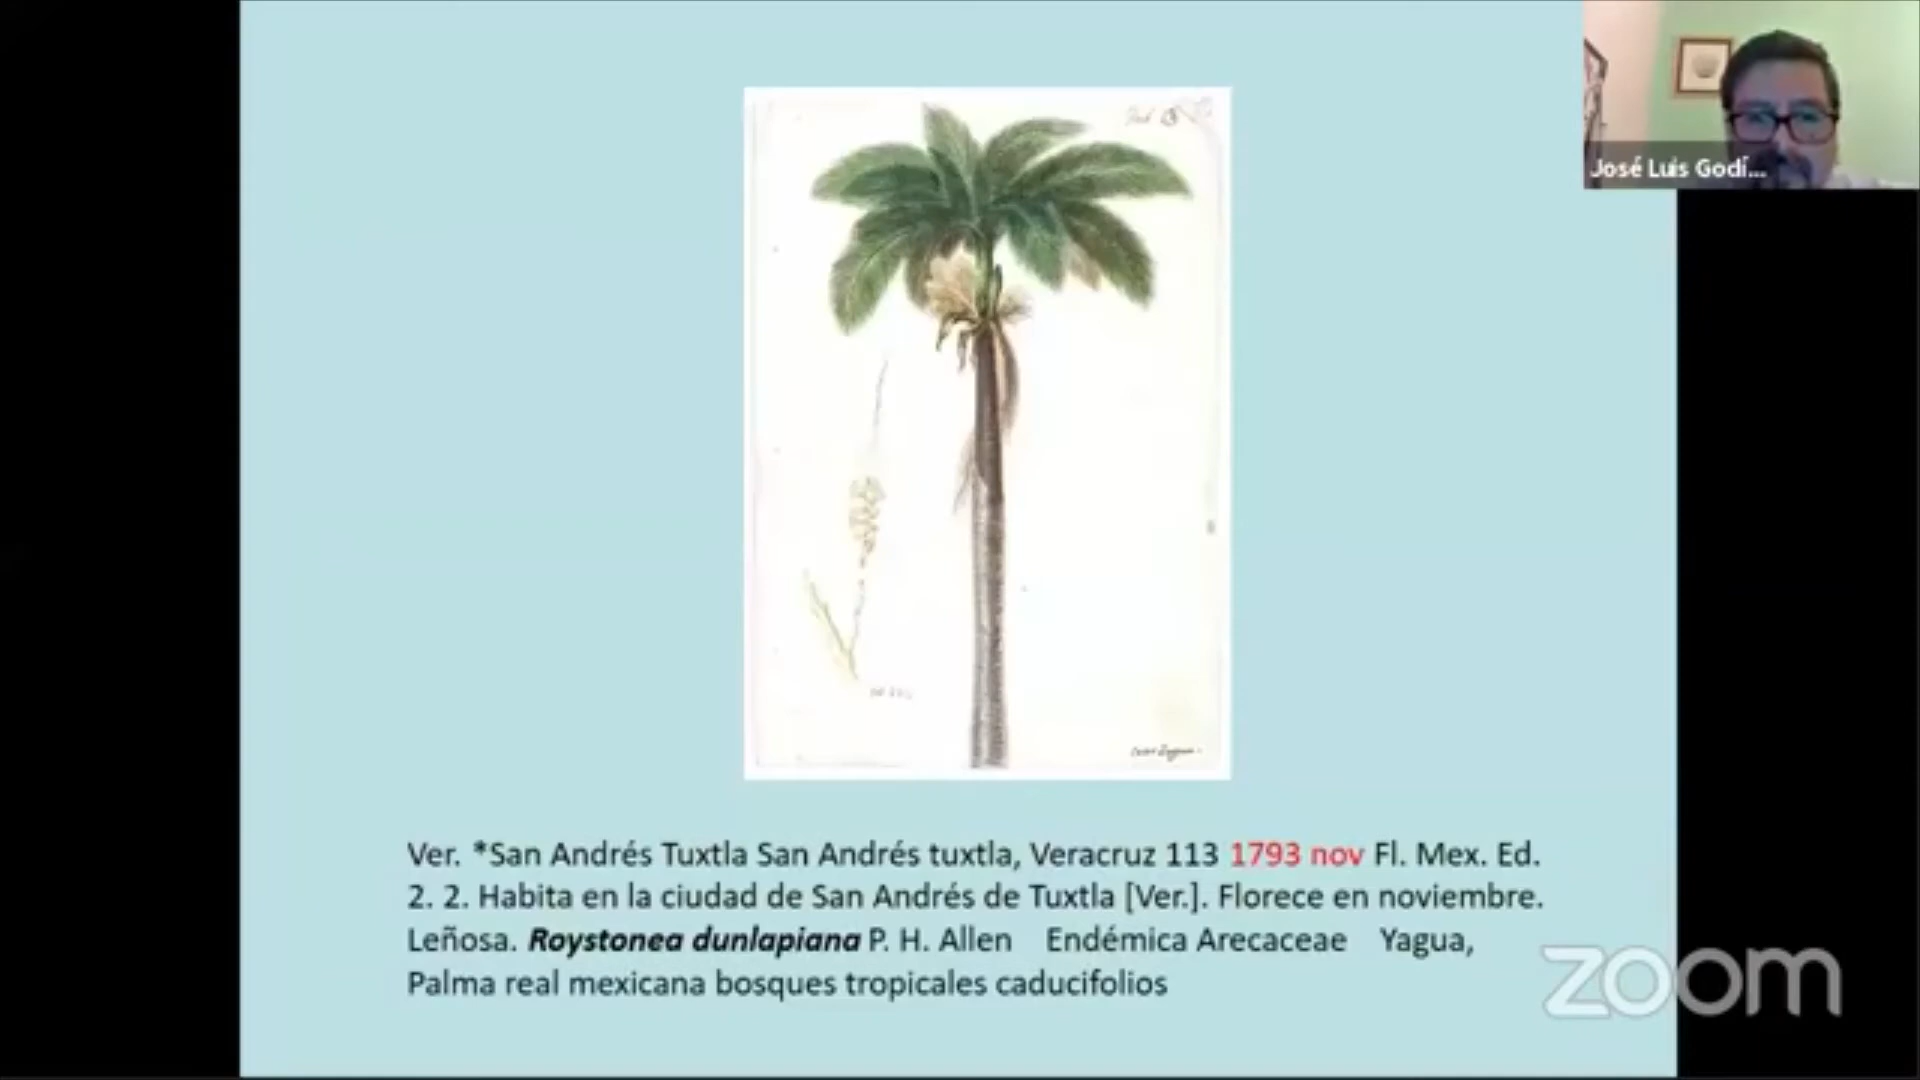 José Luis Godí...
Ver. *San Andrés Tuxtla San Andrés tuxtla, Veracruz 113 1793 nov Fl. Mex. Ed.
2. 2. Habita en la ciudad de San Andrés de Tuxtla [Ver.]. Florece en noviembre.
Leñosa. Roystonea dunlapiana P. H. Allen Endémica Arecaceae Yagua,
Palma real mexicana bosques tropicales caducifolios
zoom